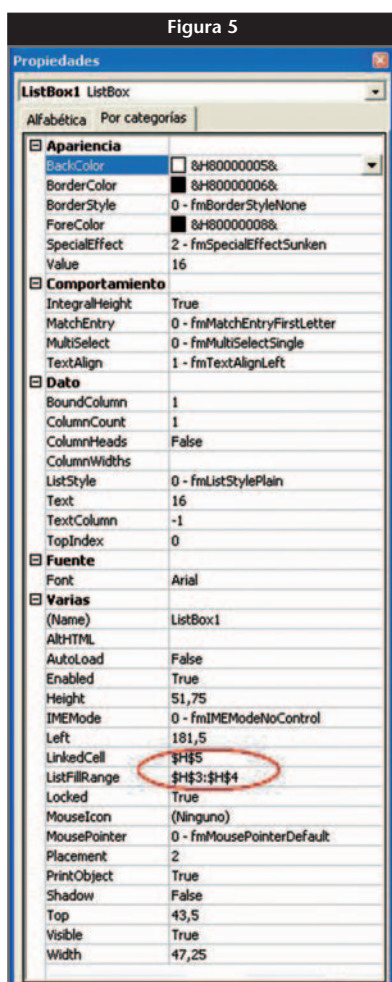 Figura 5
Propiedades
ListBox1 ListBox
Alfabética Por categorías
Apariencia
BackColor &H80000005&
BorderColor &H80000006&
BorderStyle 0 - fmBorderStyleNone
ForeColor &H80000008&
SpecialEffect 2 - fmSpecialEffectSunken
Value 16
Comportamiento
IntegralHeight True
MatchEntry 0 - fmMatchEntryFirstLetter
MultiSelect 0 - fmMultiSelectSingle
TextAlign 1 - fmTextAlignLeft
Dato
BoundColumn 1
ColumnCount 1
ColumnHeads False
ColumnWidths
ListStyle 0 - fmListStylePlain
Text 16
TextColumn -1
TopIndex 0
Fuente
Font Arial
Varias
(Name) ListBox1
AltHTML
AutoLoad False
Enabled True
Height 51,75
IMEMode 0 - fmIMEModeNoControl
Left 181,5
LinkedCell $H$5
ListFillRange $H$3:$H$4
Locked True
MouseIcon (Ninguno)
MousePointer 0 - fmMousePointerDefault
Placement 2
PrintObject True
Shadow False
Top 43,5
Visible True
Width 47,25